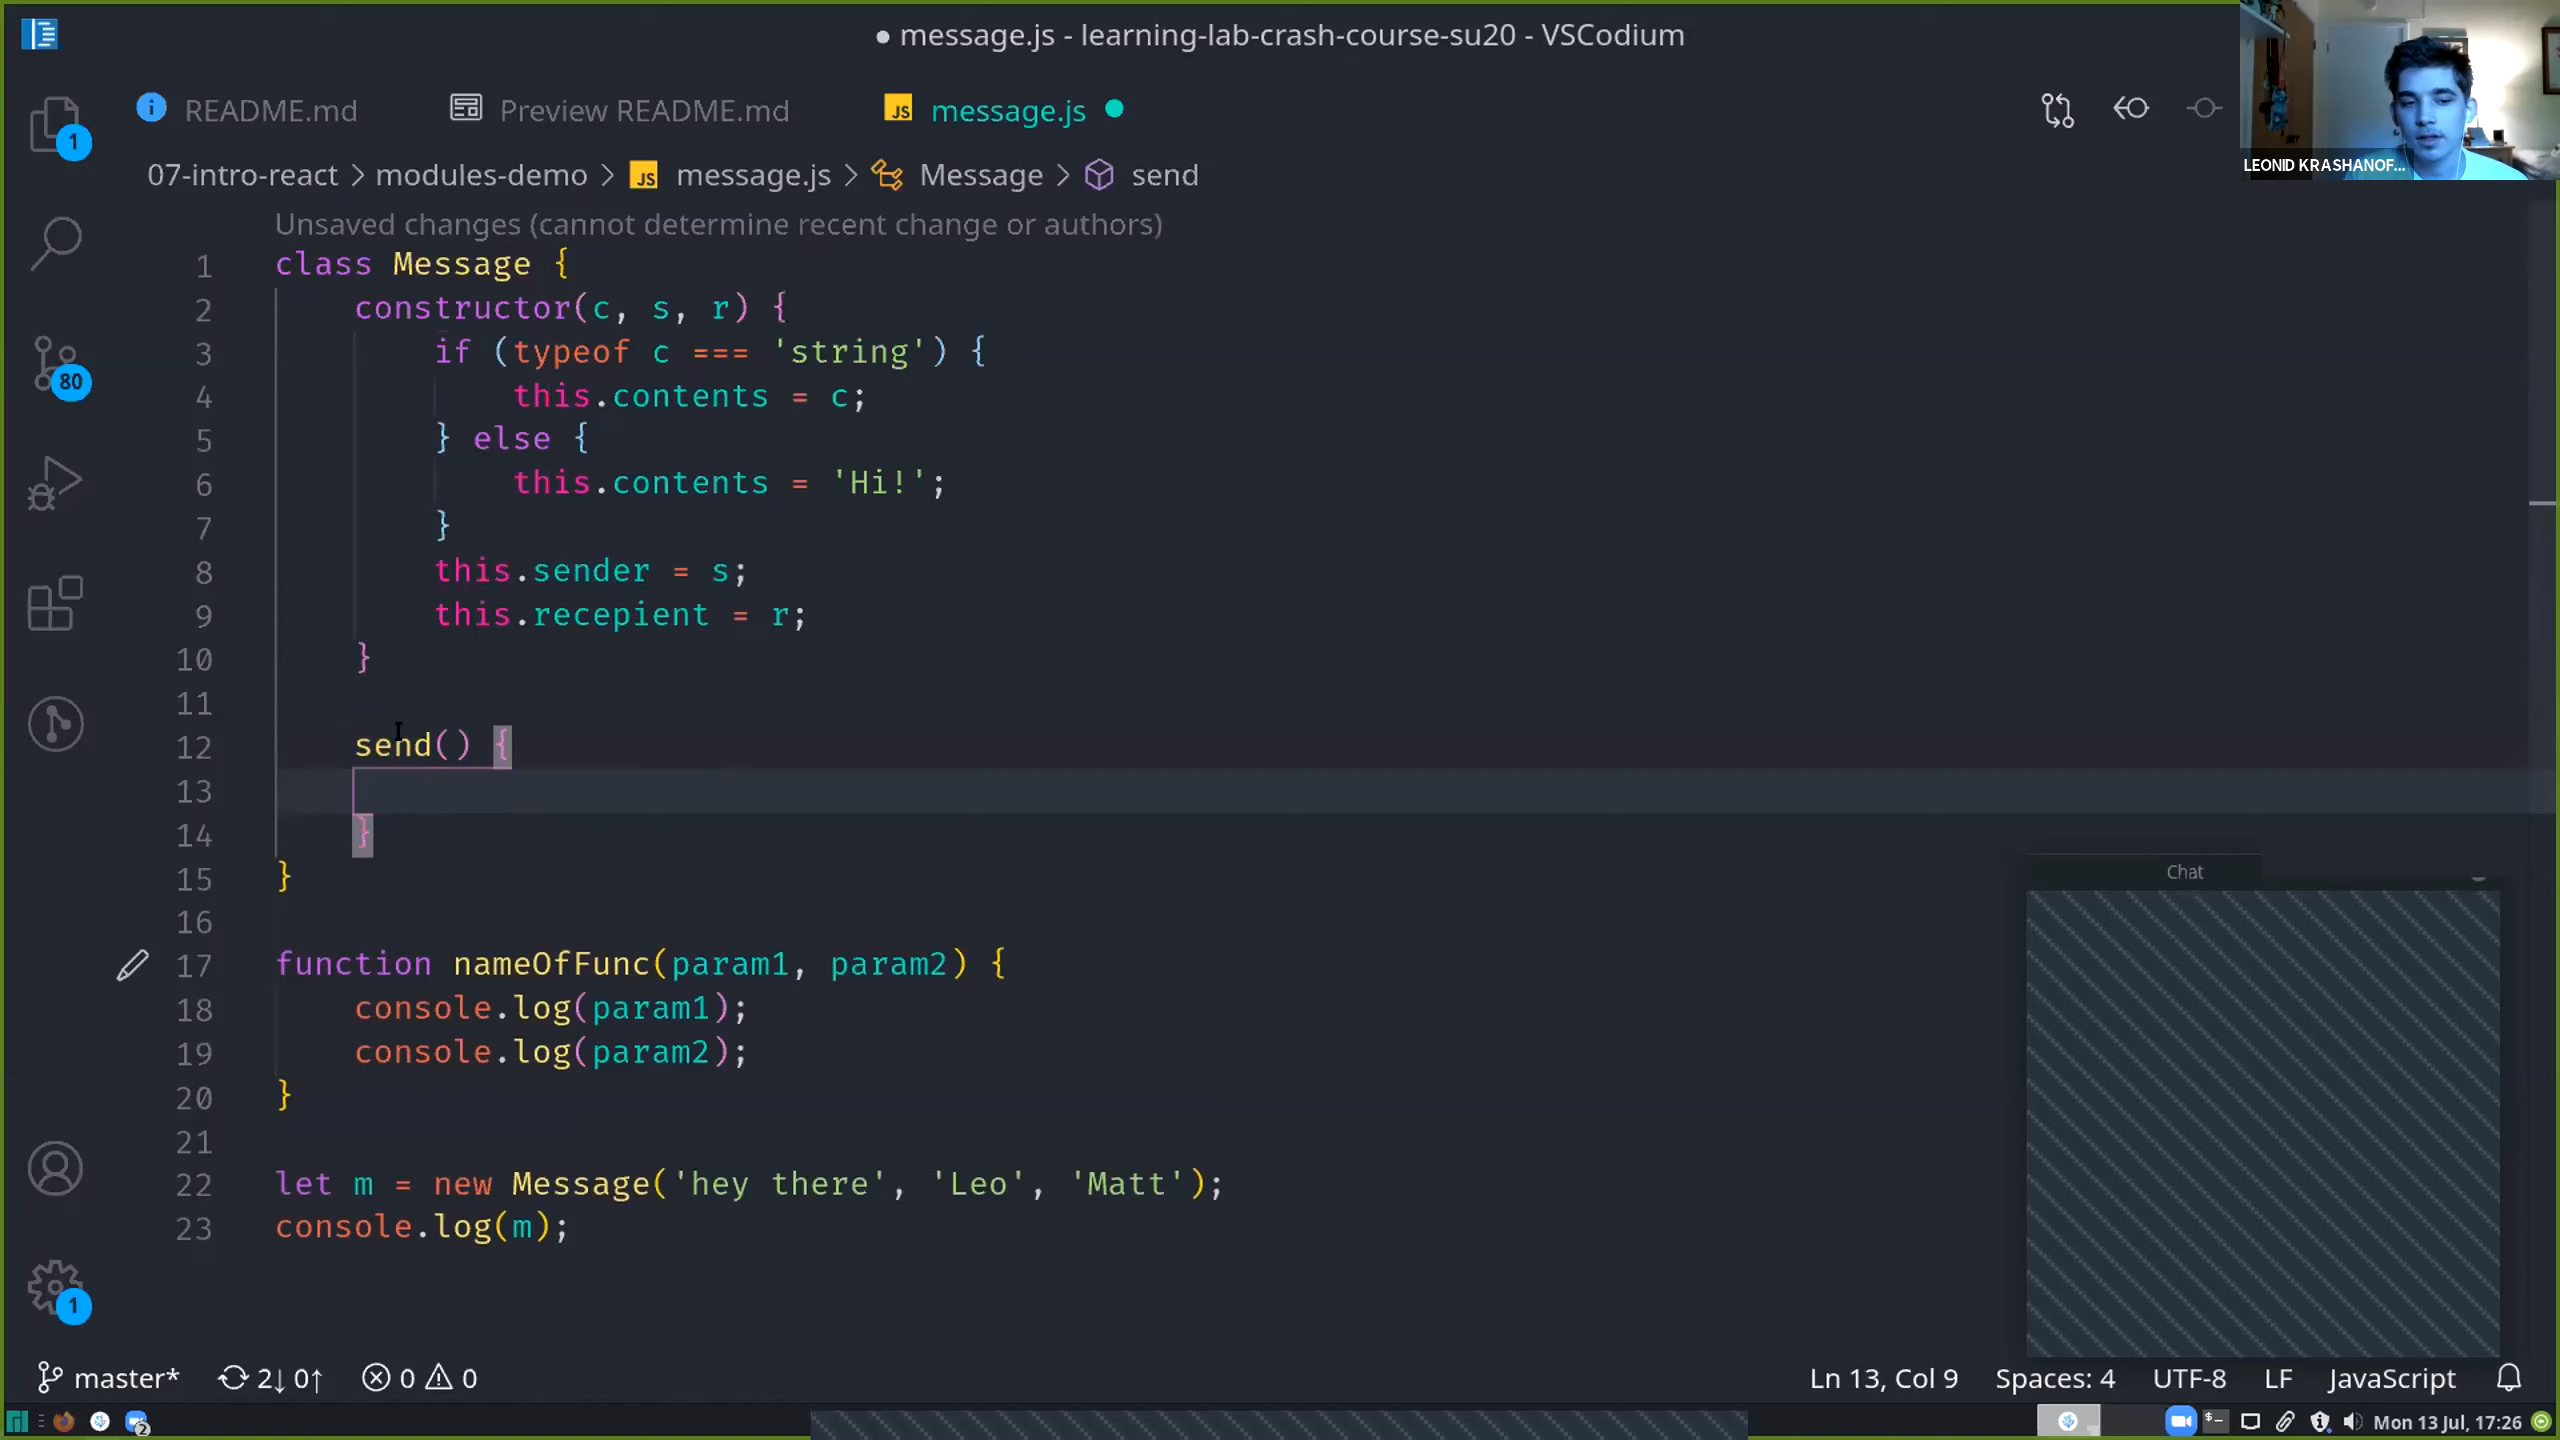 ● message.js - learning-lab-crash-course-su20 - VSCodium
README.md
Preview README.md
JS message.js
LEONID KRASHANOF...
07-intro-react > modules-demo > JS message.js > Message > send
Unsaved changes (cannot determine recent change or authors)
1 class Message {
2 constructor(c, s, r) {
3 if (typeof c === 'string') {
4 this.contents = c;
5 } else {
6 this.contents = 'Hi!';
7 }
8 this.sender = s;
9 this.recepient = r;
10 }
11
12 send() {
13
14 }
15 }
16
17 function nameOfFunc(param1, param2) {
18 console.log(param1);
19 console.log(param2);
20 }
21
22 let m = new Message('hey there', 'Leo', 'Matt');
23 console.log(m);
1
80
1
Chat
master* 2↓ 0↑ 0 0
Ln 13, Col 9 Spaces: 4 UTF-8 LF JavaScript
2
Mon 13 Jul, 17:26